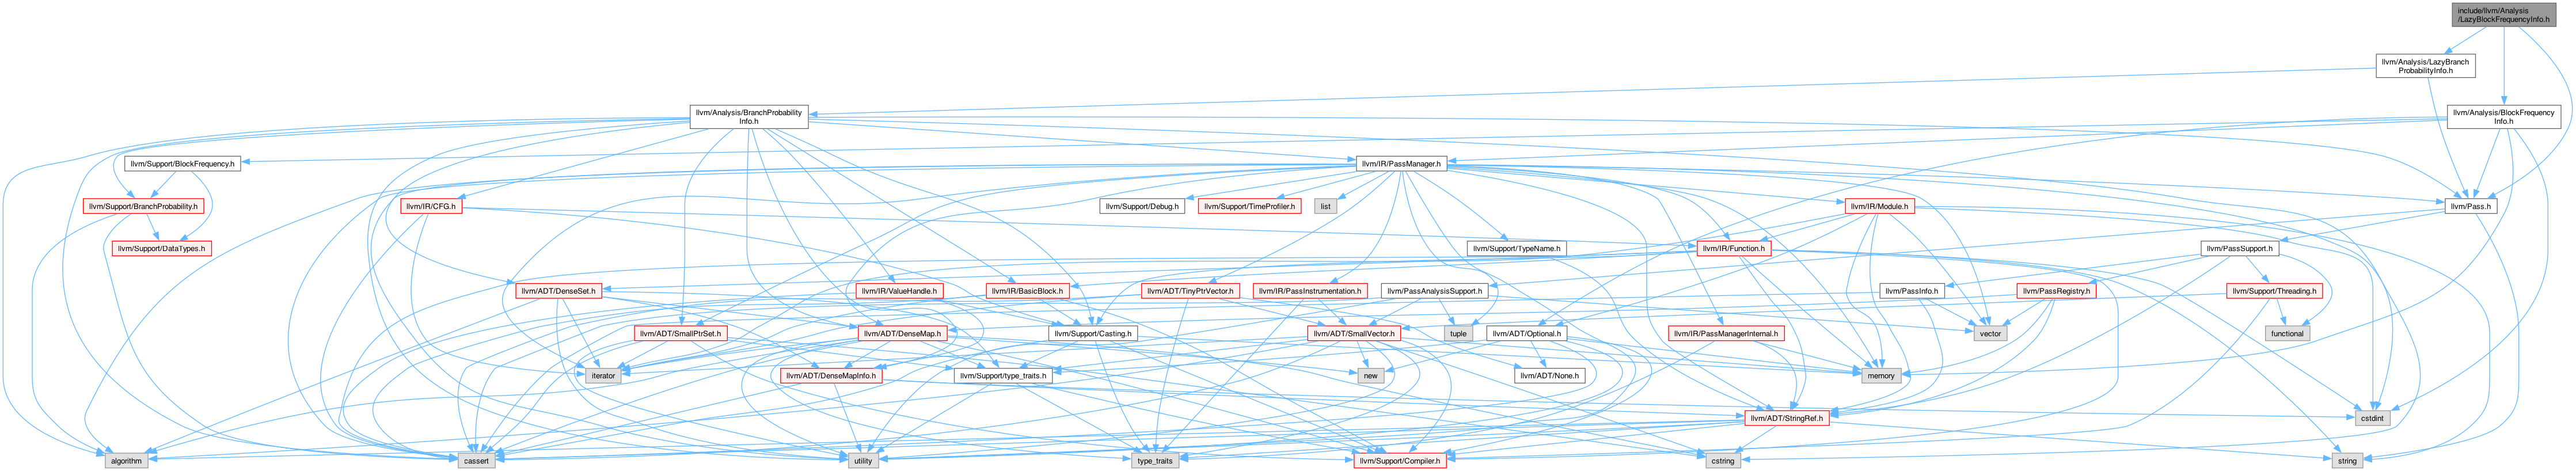 include/llvm/Analysis
/LazyBlockFrequencyInfo.h
llvm/Analysis/LazyBranch
ProbabilityInfo.h
llvm/Analysis/BranchProbability
Info.h
llvm/Analysis/BlockFrequency
Info.h
llvm/Support/BlockFrequency.h
llvm/IR/PassManager.h
llvm/Support/BranchProbability.h
llvm/IR/CFG.h
llvm/Support/Debug.h
llvm/Support/TimeProfiler.h
list
llvm/IR/Module.h
llvm/Pass.h
llvm/Support/DataTypes.h
llvm/Support/TypeName.h
llvm/IR/Function.h
llvm/PassSupport.h
llvm/ADT/DenseSet.h
llvm/IR/ValueHandle.h
llvm/IR/BasicBlock.h
llvm/ADT/TinyPtrVector.h
llvm/IR/PassInstrumentation.h
llvm/PassAnalysisSupport.h
llvm/PassInfo.h
llvm/PassRegistry.h
llvm/Support/Threading.h
llvm/ADT/SmallPtrSet.h
llvm/ADT/DenseMap.h
llvm/Support/Casting.h
llvm/ADT/SmallVector.h
tuple
llvm/ADT/Optional.h
llvm/IR/PassManagerInternal.h
vector
functional
iterator
llvm/ADT/DenseMapInfo.h
llvm/Support/type_traits.h
new
llvm/ADT/None.h
memory
llvm/ADT/StringRef.h
cstdint
algorithm
cassert
utility
type_traits
llvm/Support/Compiler.h
cstring
string